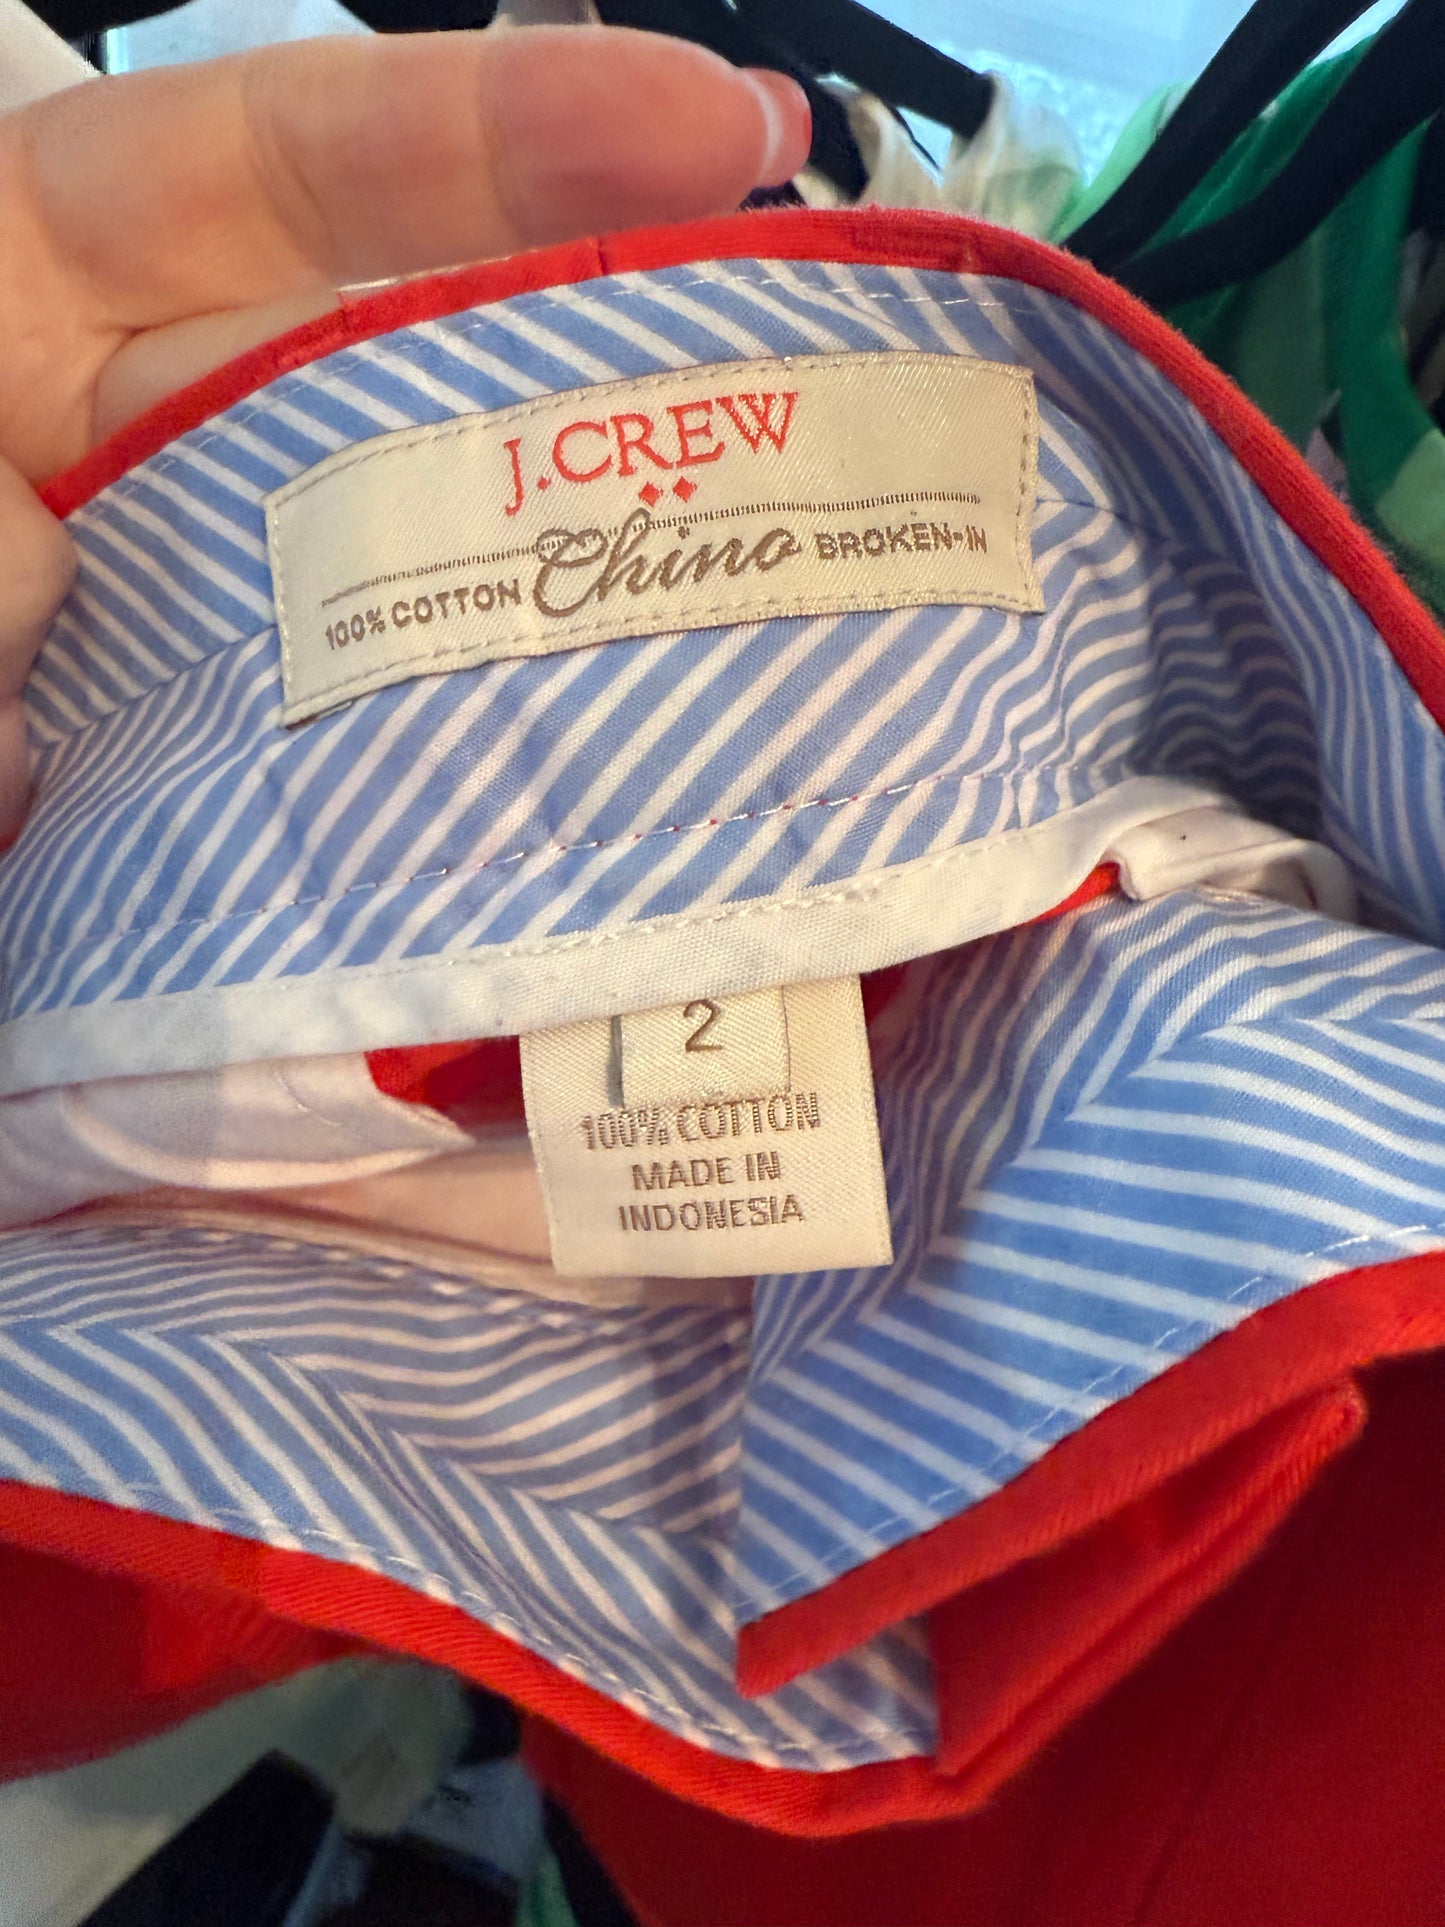 J.CREW
100% COTTON Chino BROKEN-IN
2
100% COTTON
MADE IN
INDONESIA